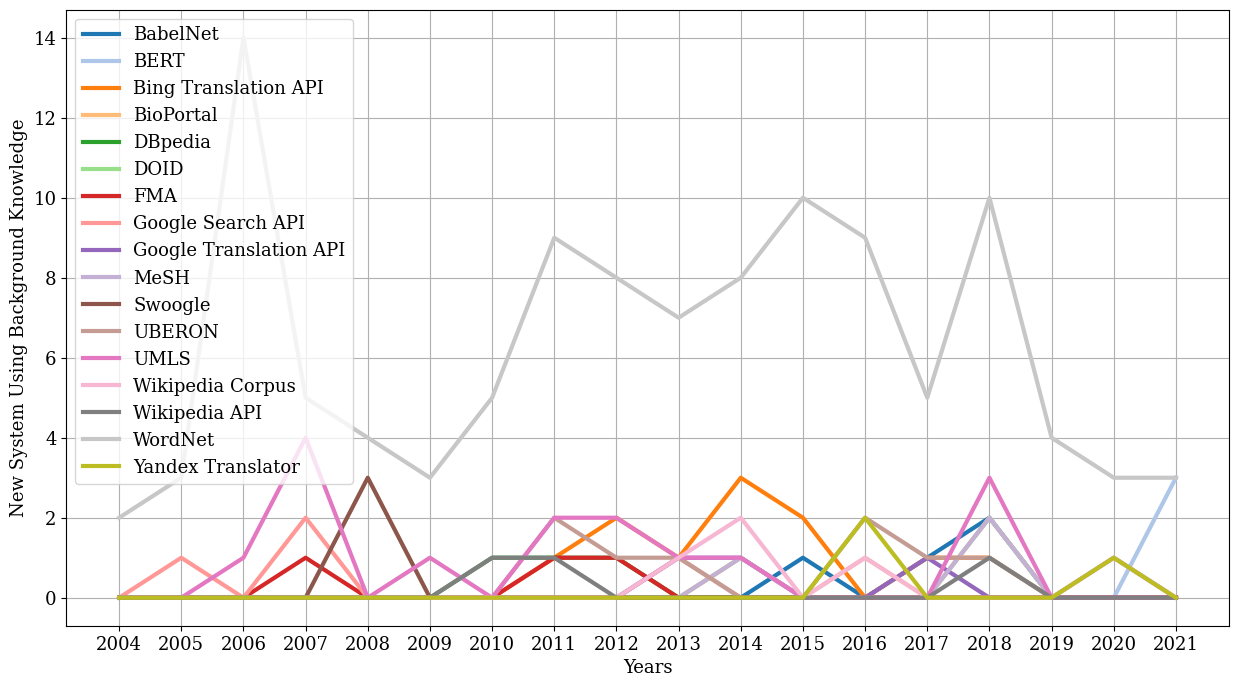 New System Using Background Knowledge
14
12
10
8
6
4
2
0
BabelNet
BERT
Bing Translation API
BioPortal
DBpedia
DOID
FMA
Google Search API
Google Translation API
MeSH
Swoogle
UBERON
UMLS
Wikipedia Corpus
Wikipedia API
WordNet
Yandex Translator
2004 2005 2006 2007 2008 2009 2010 2011 2012 2013 2014 2015 2016 2017 2018 2019 2020 2021
Years